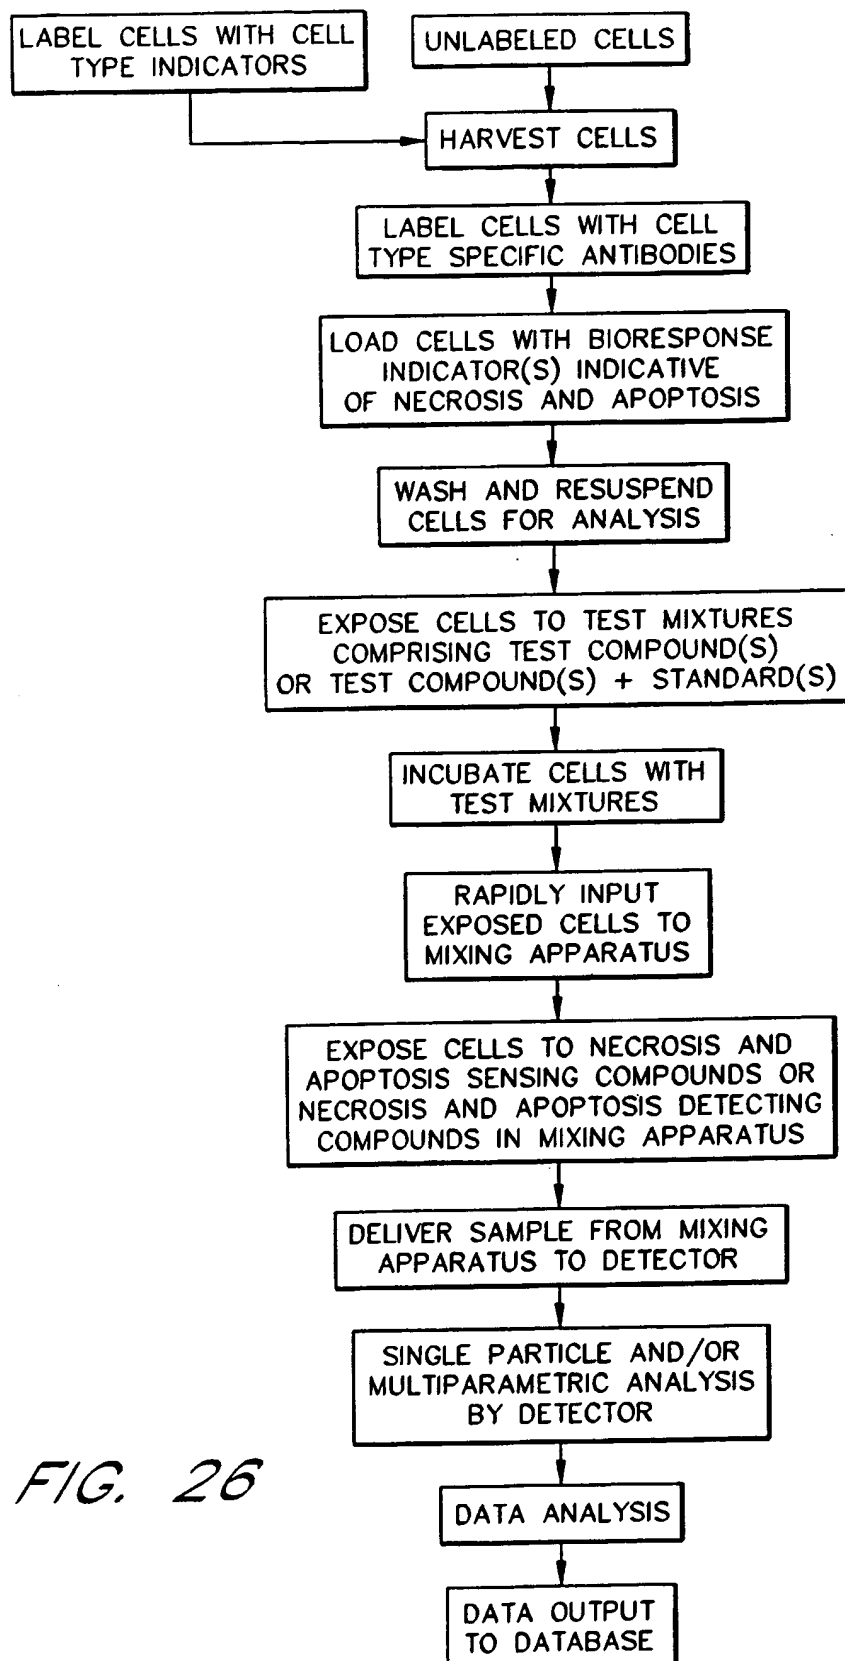 LABEL CELLS WITH CELL
TYPE INDICATORS
UNLABELED CELLS
HARVEST CELLS
LABEL CELLS WITH CELL
TYPE SPECIFIC ANTIBODIES
LOAD CELLS WITH BIORESPONSE
INDICATOR(S) INDICATIVE
OF NECROSIS AND APOPTOSIS
WASH AND RESUSPEND
CELLS FOR ANALYSIS
EXPOSE CELLS TO TEST MIXTURES
COMPRISING TEST COMPOUND(S)
OR TEST COMPOUND(S) + STANDARD(S)
INCUBATE CELLS WITH
TEST MIXTURES
RAPIDLY INPUT
EXPOSED CELLS TO
MIXING APPARATUS
EXPOSE CELLS TO NECROSIS AND
APOPTOSIS SENSING COMPOUNDS OR
NECROSIS AND APOPTOSIS DETECTING
COMPOUNDS IN MIXING APPARATUS
DELIVER SAMPLE FROM MIXING
APPARATUS TO DETECTOR
SINGLE PARTICLE AND/OR
MULTIPARAMETRIC ANALYSIS
BY DETECTOR
FIG. 26
DATA ANALYSIS
DATA OUTPUT
TO DATABASE